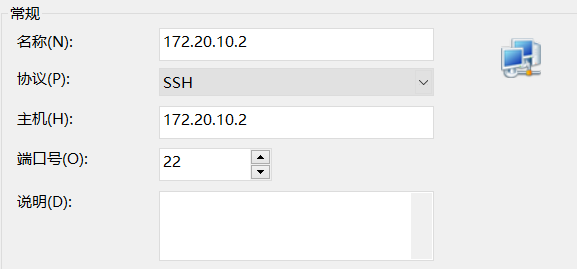 常规
名称(N): 172.20.10.2
协议(P): SSH
主机(H): 172.20.10.2
端口号(O): 22
说明(D):